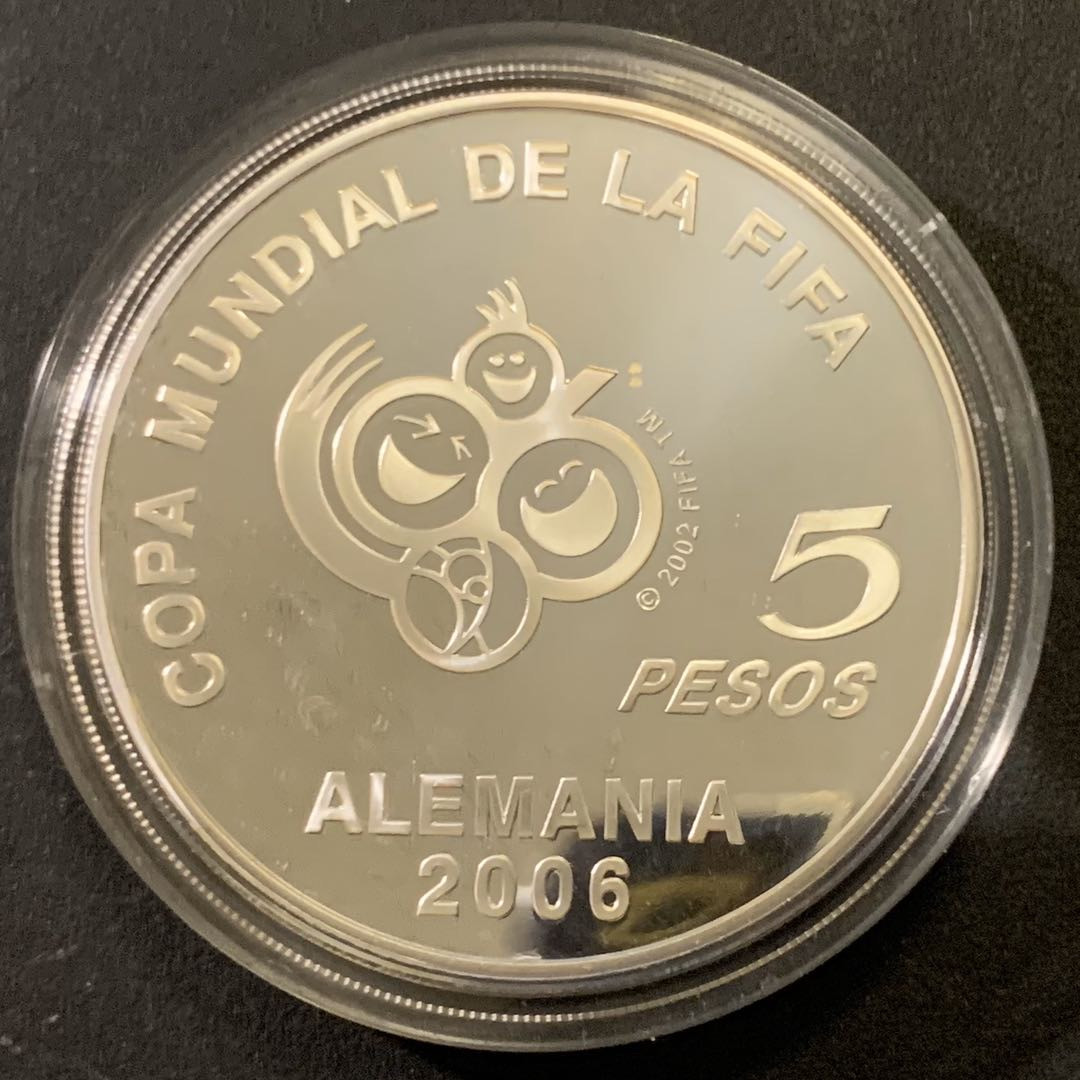 COPA MUNDIAL DE LA FIFA
© 2002 FIFA TM
5
PESOS
ALEMANIA
2006